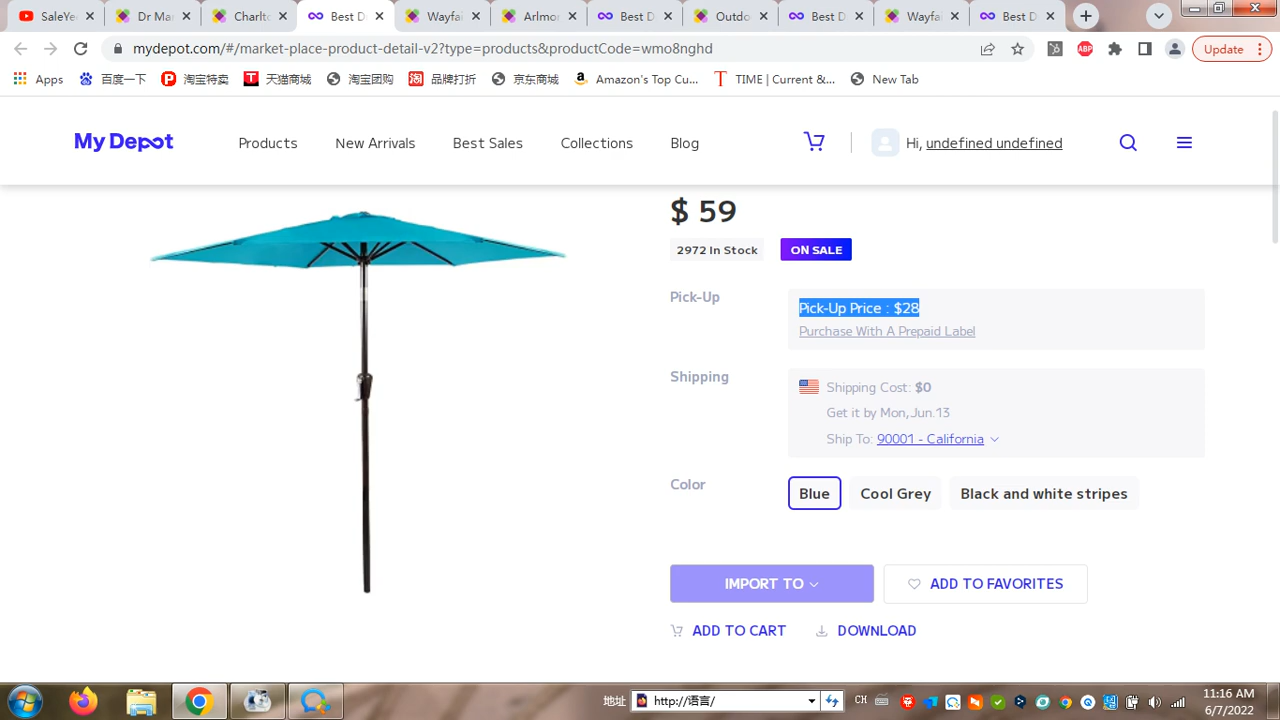 SaleYe
Dr Ma
Charlt
Best D
Wayfa
Best D
Outdo
Best D
Wayfa
Best D
mydepot.com/#/market-place-product-detail-v2?type=products&productCode=wmo8nghd
Update
Apps
百度一下
淘宝特卖
天猫商城
淘宝团购
品牌打折
京东商城
Amazon's Top Cu...
TIME | Current &...
New Tab
My Depot
Products
New Arrivals
Best Sales
Collections
Blog
Hi, undefined undefined
$ 59
2972 In Stock
ON SALE
Pick-Up
Pick-Up Price : $28
Purchase With A Prepaid Label
Shipping
Shipping Cost: $0
Get it by Mon,Jun.13
Ship To: 90001 - California
Color
Blue
Cool Grey
Black and white stripes
IMPORT TO
ADD TO FAVORITES
ADD TO CART
DOWNLOAD
地址
http://语言/
CH
11:16 AM
6/7/2022